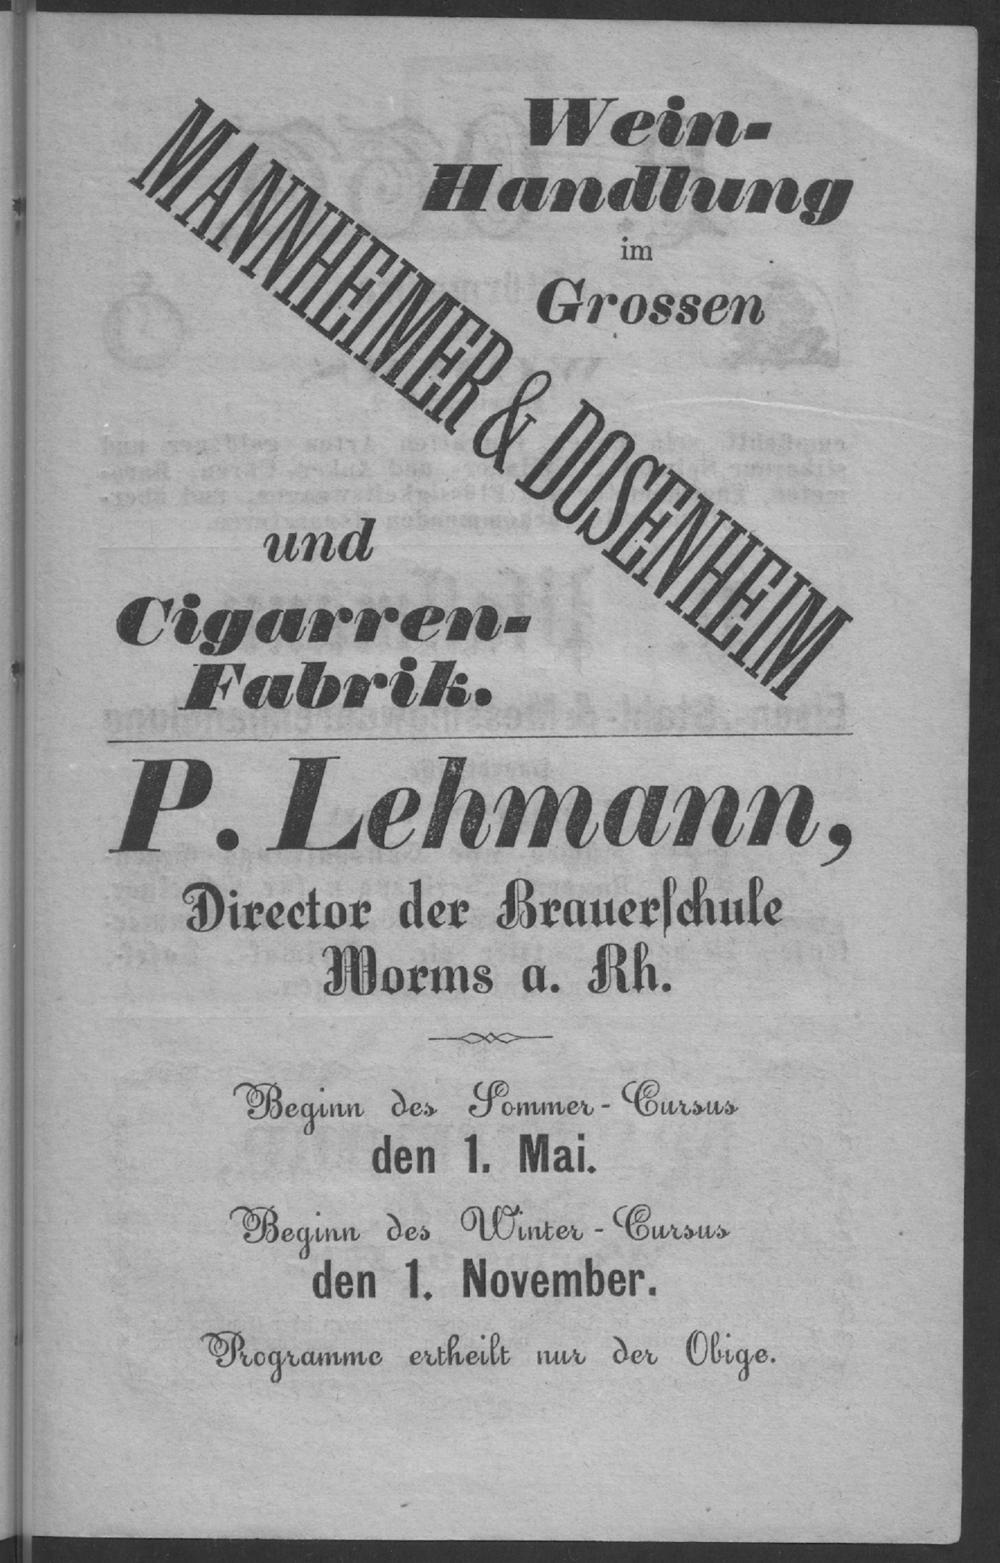 Wein-
Handlung
im
Grossen
MANNHEIMER & DOSENHEIM
und
Cigarren-
Fabrik.
P. Lehmann,
Director der Brauerschule
Worms a. Rh.
Beginn des Sommer-Cursus
den 1. Mai.
Beginn des Winter-Cursus
den 1. November.
Programme ertheilt nur der Obige.